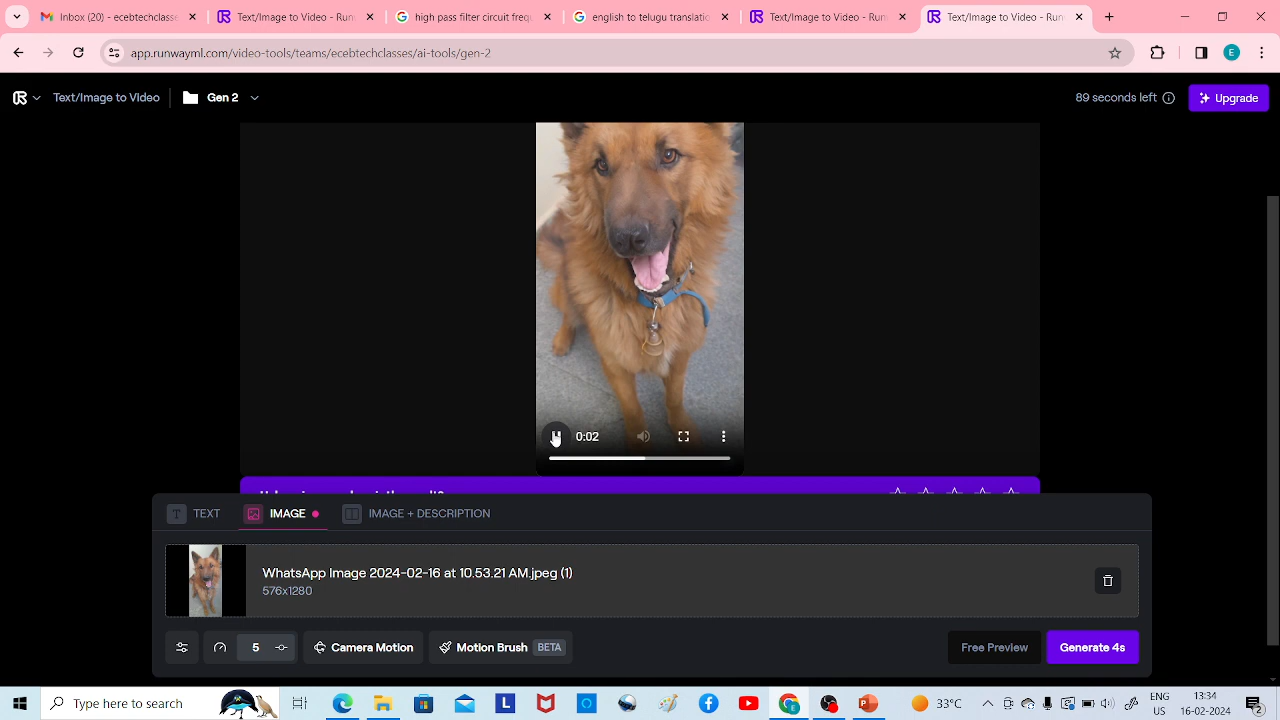 Inbox (20) - ecebtechclasse
Text/Image to Video - Run
high pass filter circuit freq
english to telugu translatio
Text/Image to Video - Run
Text/Image to Video - Run
app.runwayml.com/video-tools/teams/ecebtechclasses/ai-tools/gen-2
E
Text/Image to Video
Gen 2
89 seconds left
Upgrade
0:02
T TEXT
IMAGE
IMAGE + DESCRIPTION
WhatsApp Image 2024-02-16 at 10.53.21 AM.jpeg (1)
576x1280
5
Camera Motion
Motion Brush BETA
Free Preview
Generate 4s
Type here to search
L
33°C
ENG
US
13:34
16-02-2024
2